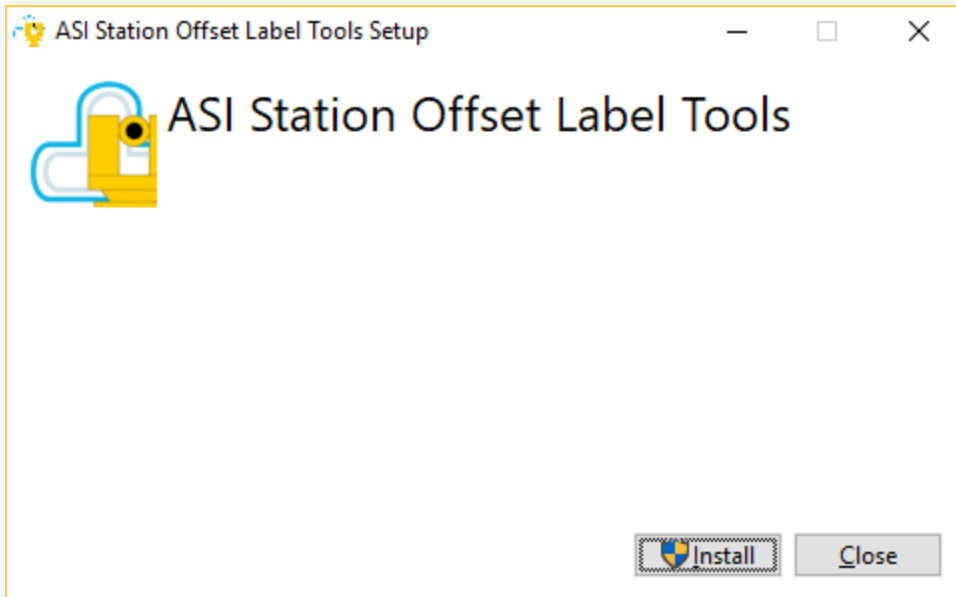 ASI Station Offset Label Tools Setup
ASI Station Offset Label Tools
Install
Close